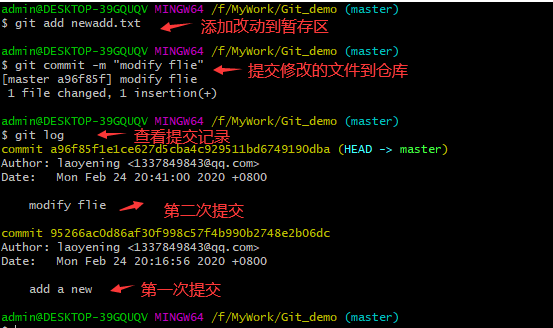 admin@DESKTOP-39GQUQV MINGW64 /f/MyWork/Git_demo (master)
$ git add newadd.txt 添加改动到暂存区
admin@DESKTOP-39GQUQV MINGW64 /f/MyWork/Git_demo (master)
$ git commit -m "modify flie" 提交修改的文件到仓库
[master a96f85f] modify flie
1 file changed, 1 insertion(+)
admin@DESKTOP-39GQUQV MINGW64 /f/MyWork/Git_demo (master)
$ git log 查看提交记录
commit a96f85f1e1ce627d5cba4c929511bd6749190dba (HEAD -> master)
Author: laoyening <1337849843@qq.com>
Date: Mon Feb 24 20:41:00 2020 +0800
modify flie 第二次提交
commit 95266ac0d86af30f998c57f4b990b2748e2b06dc
Author: laoyening <1337849843@qq.com>
Date: Mon Feb 24 20:16:56 2020 +0800
add a new 第一次提交
admin@DESKTOP-39GQUQV MINGW64 /f/MyWork/Git_demo (master)
$